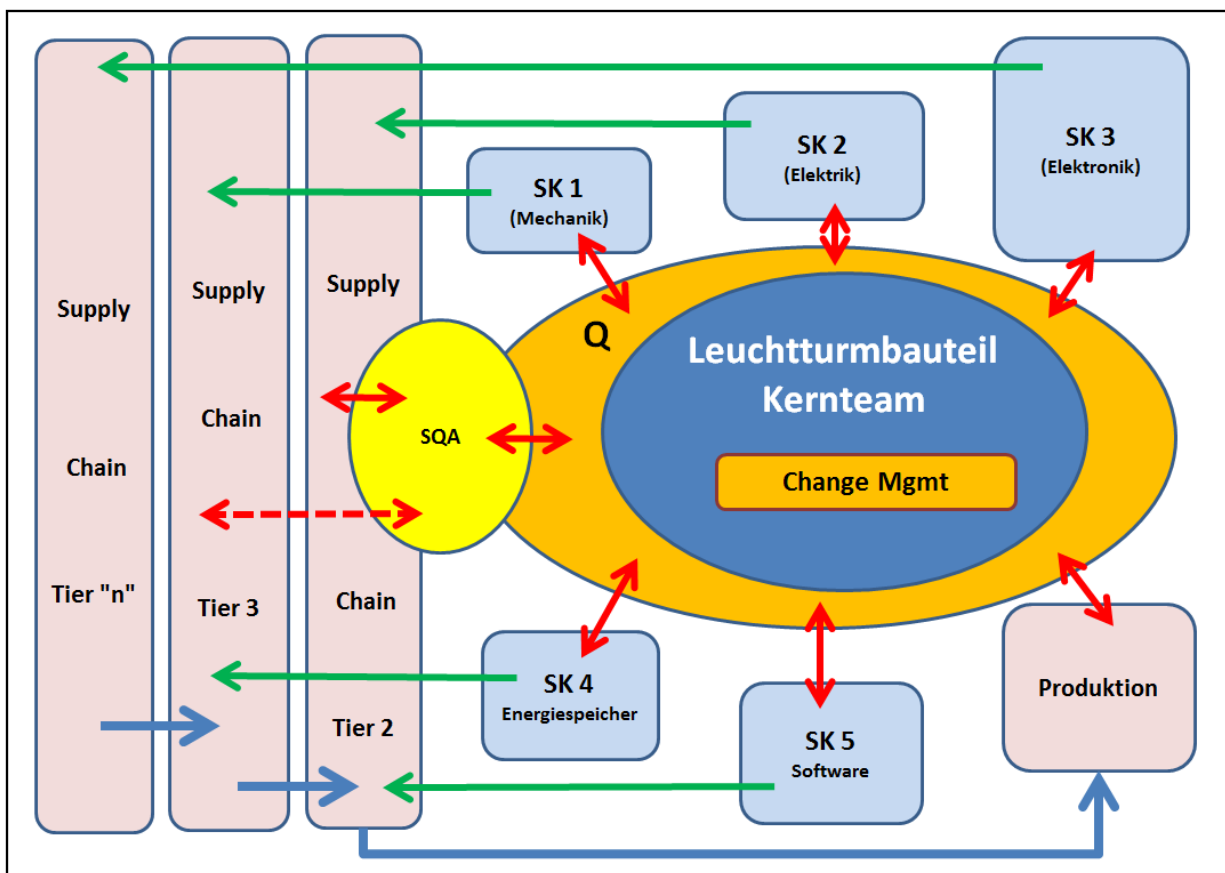 Supply
Chain
Tier "n"
Supply
Chain
Tier 3
Supply
Chain
Tier 2
SQA
Q
SK 1
(Mechanik)
SK 2
(Elektrik)
SK 3
(Elektronik)
Leuchtturmbauteil
Kernteam
Change Mgmt
SK 4
Energiespeicher
SK 5
Software
Produktion